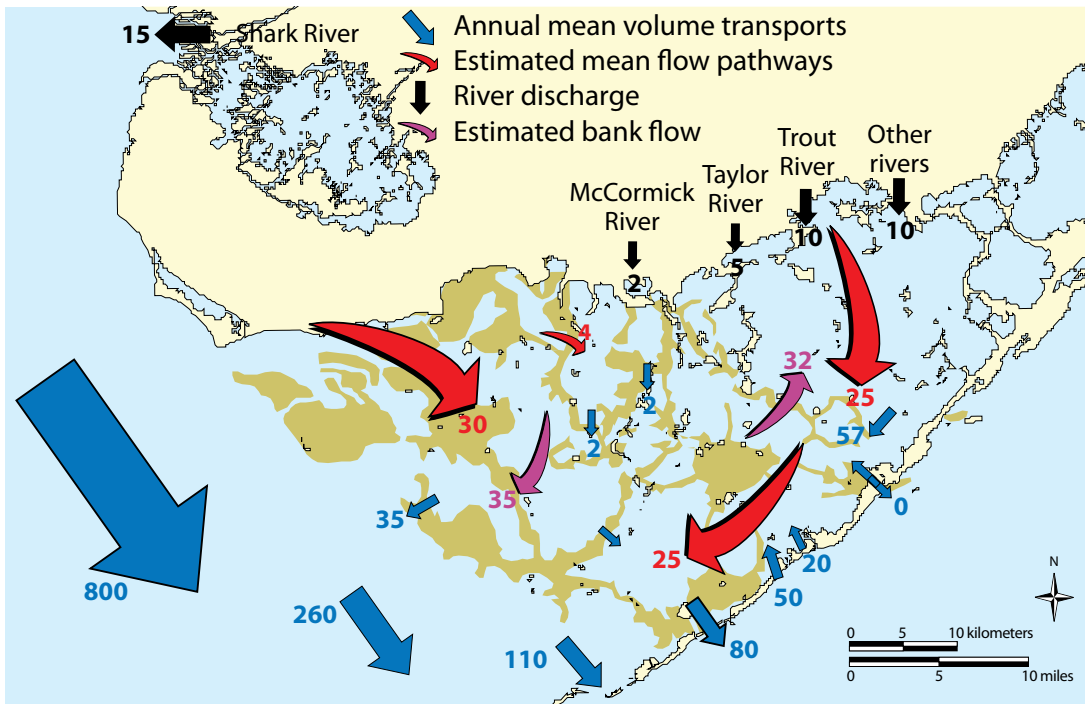 15
Shark River
Annual mean volume transports
Estimated mean flow pathways
River discharge
Estimated bank flow
McCormick
River
Taylor
River
Trout
River
Other
rivers
2
5
10
10
4
30
2
2
32
25
57
35
35
0
25
20
50
800
260
110
80
N
0 5 10 kilometers
0 5 10 miles